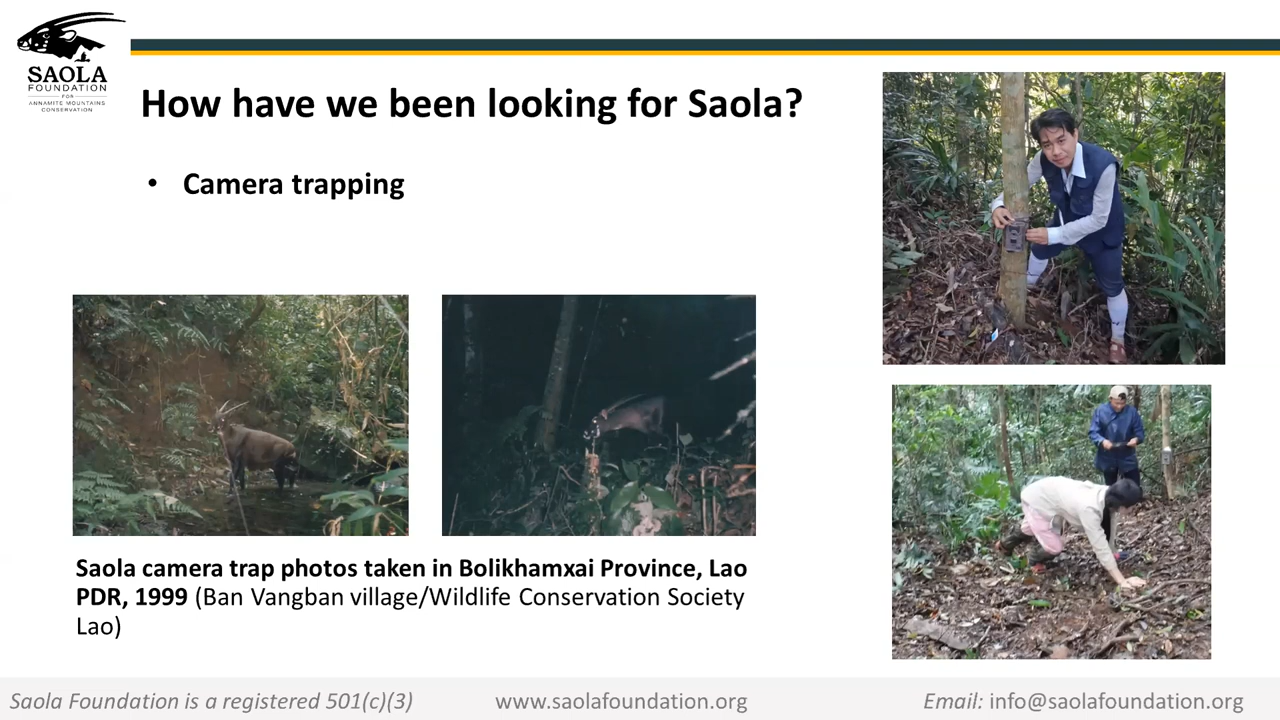 SAOLA
FOUNDATION
FOR
ANNAMITE MOUNTAINS
CONSERVATION
How have we been looking for Saola?
• Camera trapping
Saola camera trap photos taken in Bolikhamxai Province, Lao
PDR, 1999 (Ban Vangban village/Wildlife Conservation Society
Lao)
Saola Foundation is a registered 501(c)(3)
www.saolafoundation.org
Email: info@saolafoundation.org